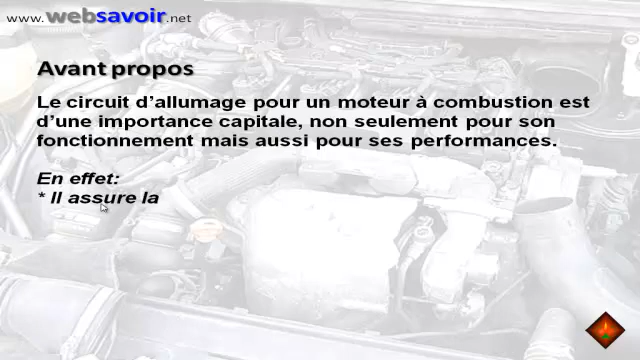 www.websavoir.net
Avant propos
Le circuit d'allumage pour un moteur à combustion est
d'une importance capitale, non seulement pour son
fonctionnement mais aussi pour ses performances.
En effet:
* Il assure la